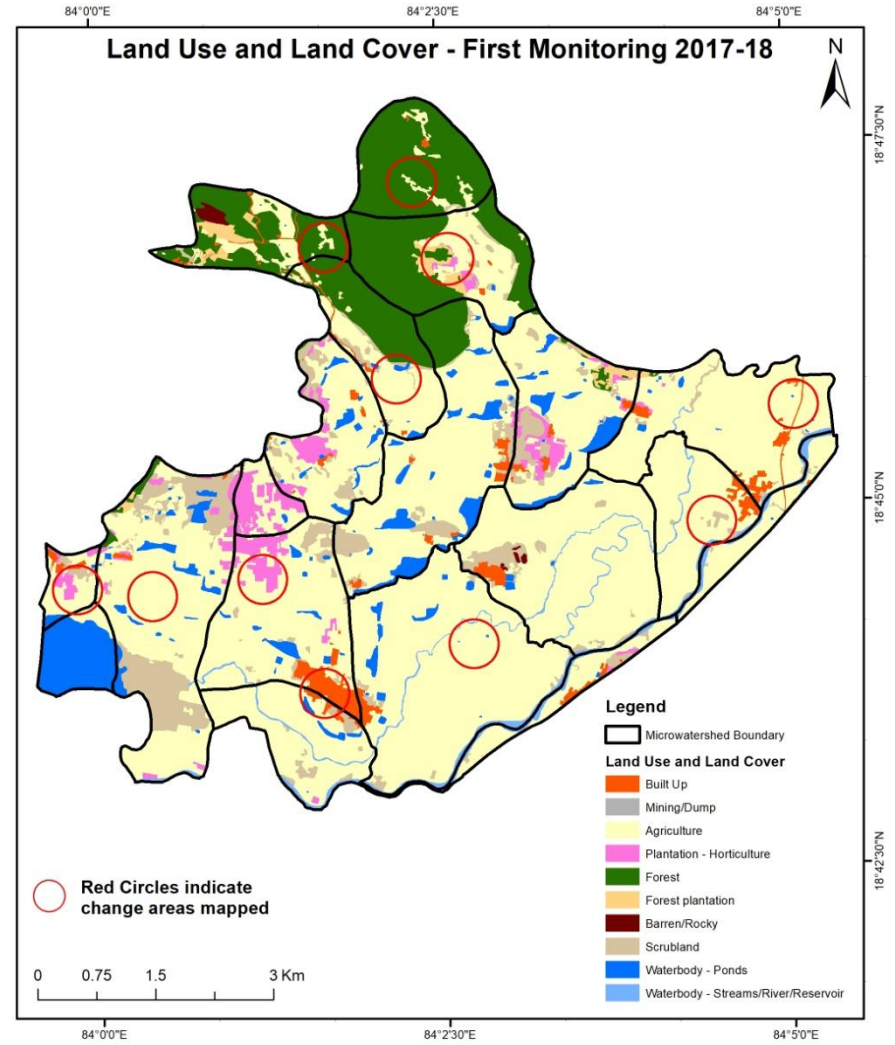 84°0'0"E 84°2'30"E 84°5'0"E
Land Use and Land Cover - First Monitoring 2017-18
N
18°47'30"N
18°45'0"N
18°42'30"N
Legend
Microwatershed Boundary
Land Use and Land Cover
Built Up
Mining/Dump
Agriculture
Plantation - Horticulture
Forest
Forest plantation
Barren/Rocky
Scrubland
Waterbody - Ponds
Waterbody - Streams/River/Reservoir
Red Circles indicate
change areas mapped
0 0.75 1.5 3 Km
84°0'0"E 84°2'30"E 84°5'0"E